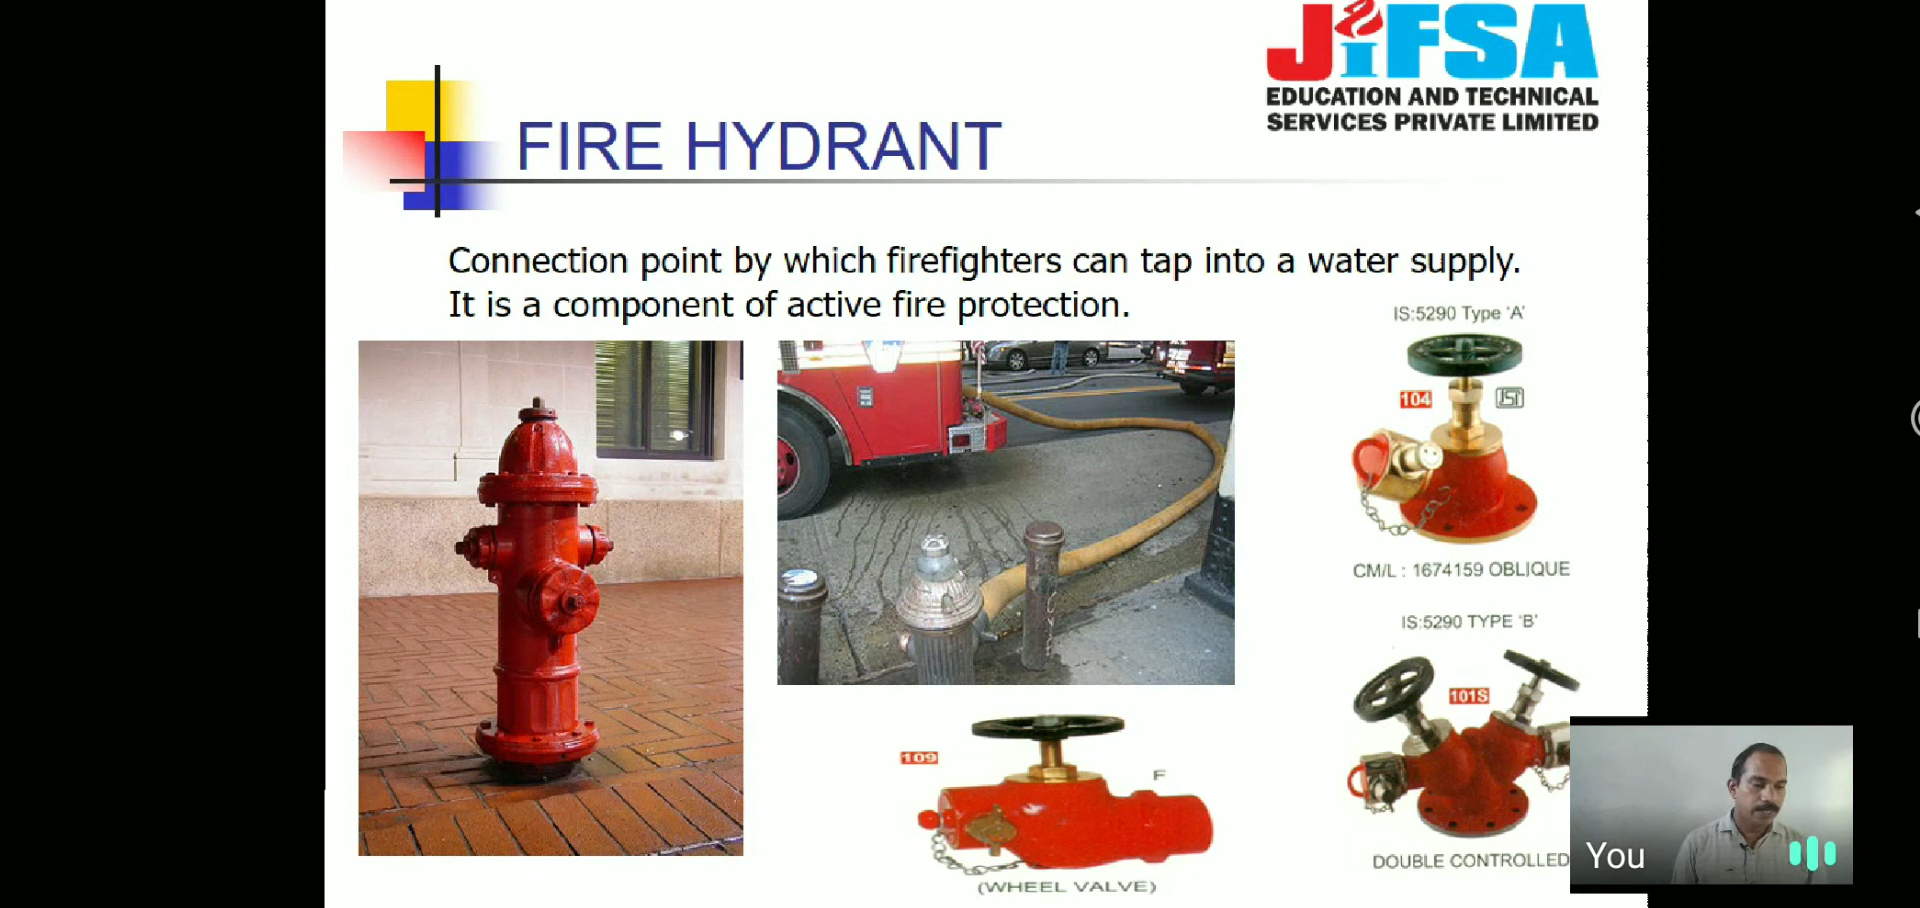 JiFSA
EDUCATION AND TECHNICAL
SERVICES PRIVATE LIMITED
FIRE HYDRANT
Connection point by which firefighters can tap into a water supply.
It is a component of active fire protection.
IS:5290 Type 'A'
104
ISI
CM/L : 1674159 OBLIQUE
IS:5290 TYPE 'B'
101S
DOUBLE CONTROLLED
109
F
(WHEEL VALVE)
You